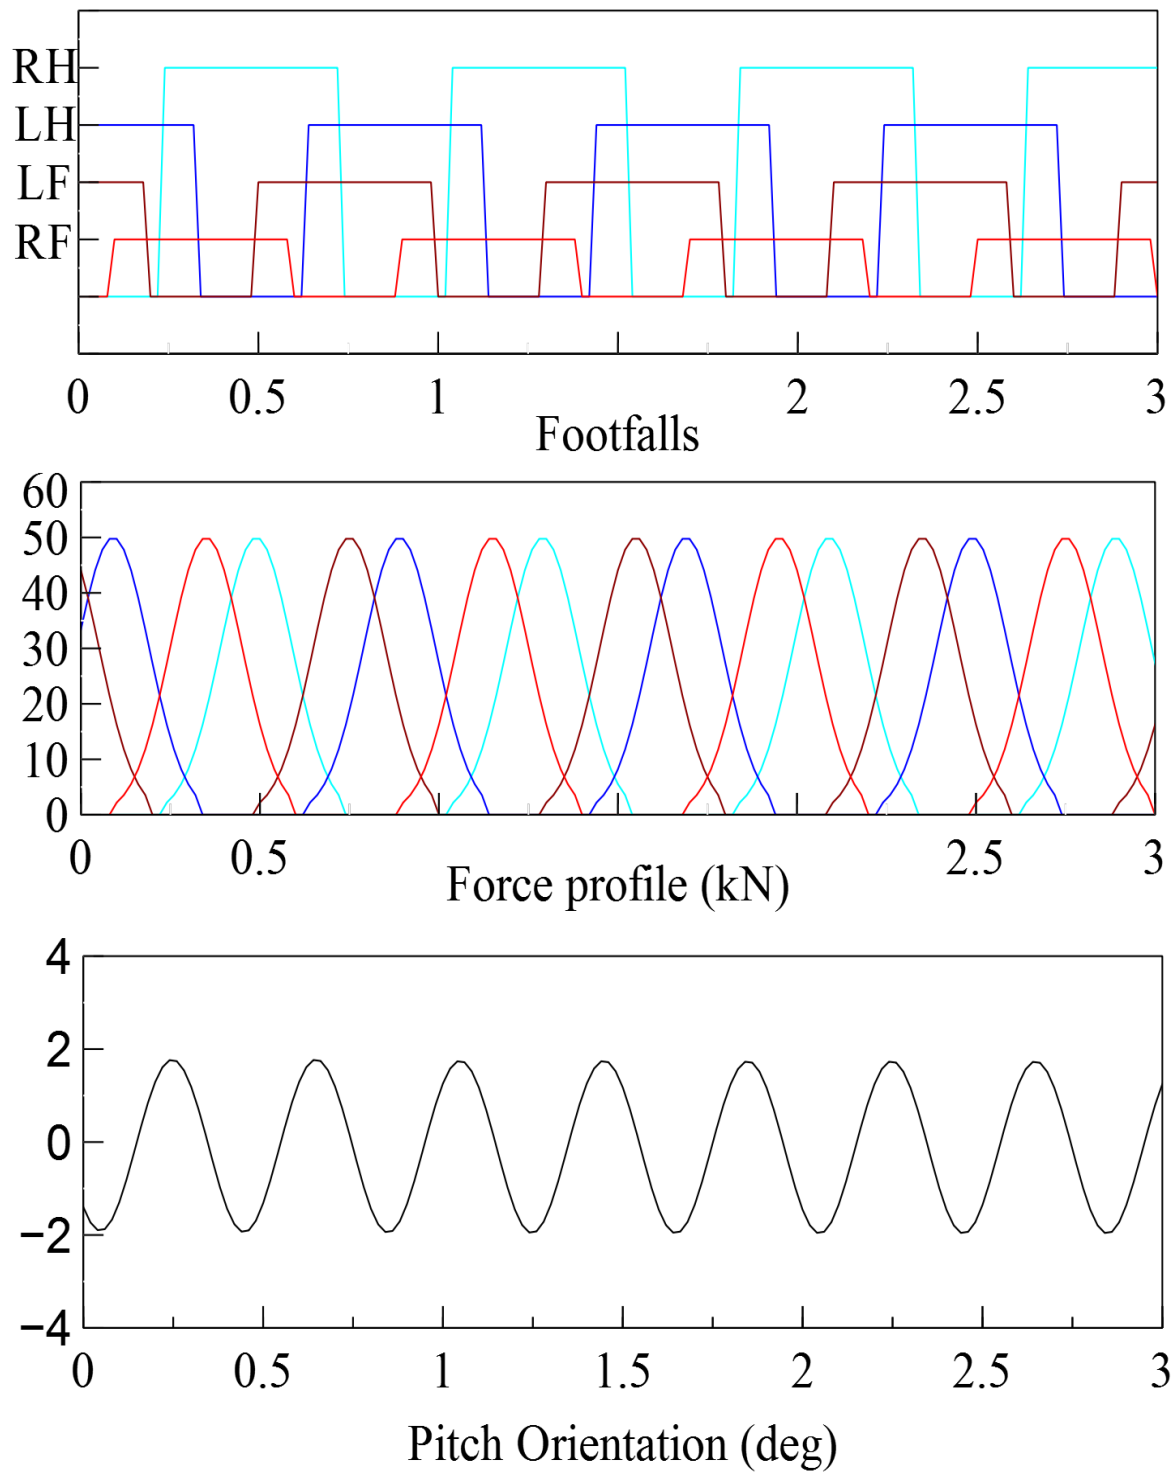 RH
LH
LF
RF
0 0.5 1 2 2.5 3
Footfalls
60
50
40
30
20
10
0
0 0.5 2.5 3
Force profile (kN)
4
2
0
−2
−4
0 0.5 1 1.5 2 2.5 3
Pitch Orientation (deg)